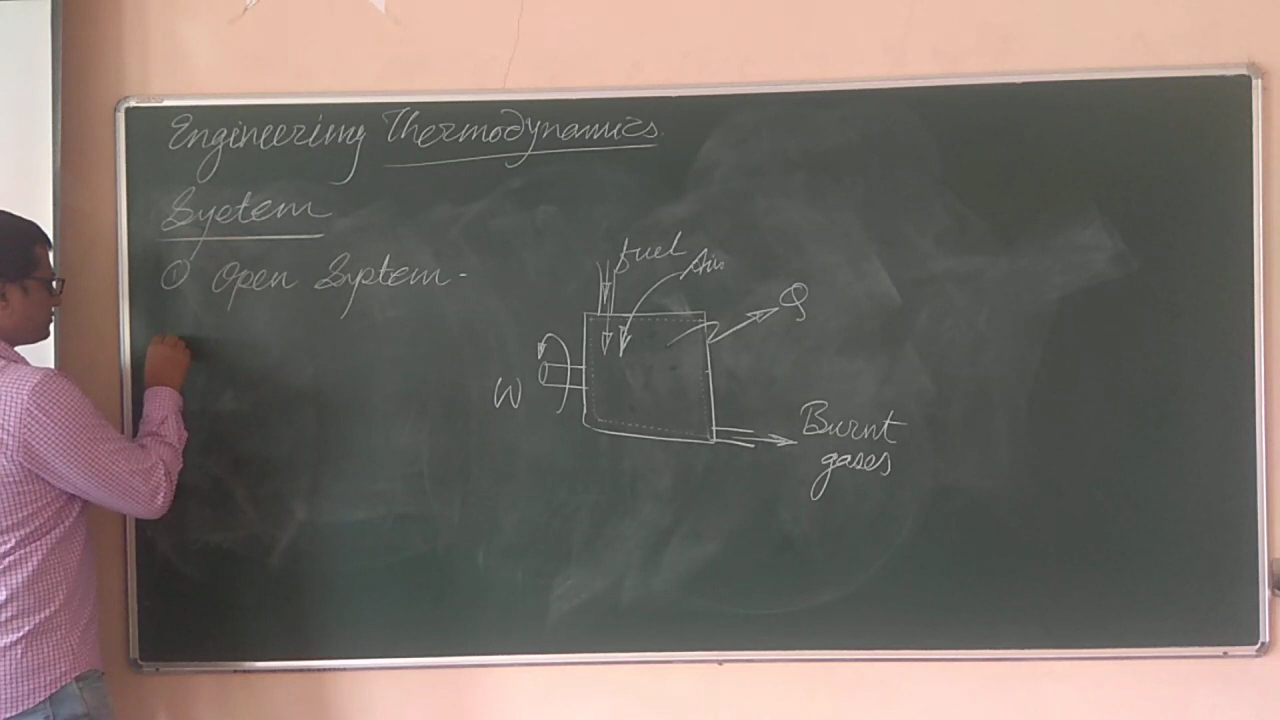 Engineering Thermodynamics.
System
① Open System -
fuel
Air
Q
W
Burnt
gases